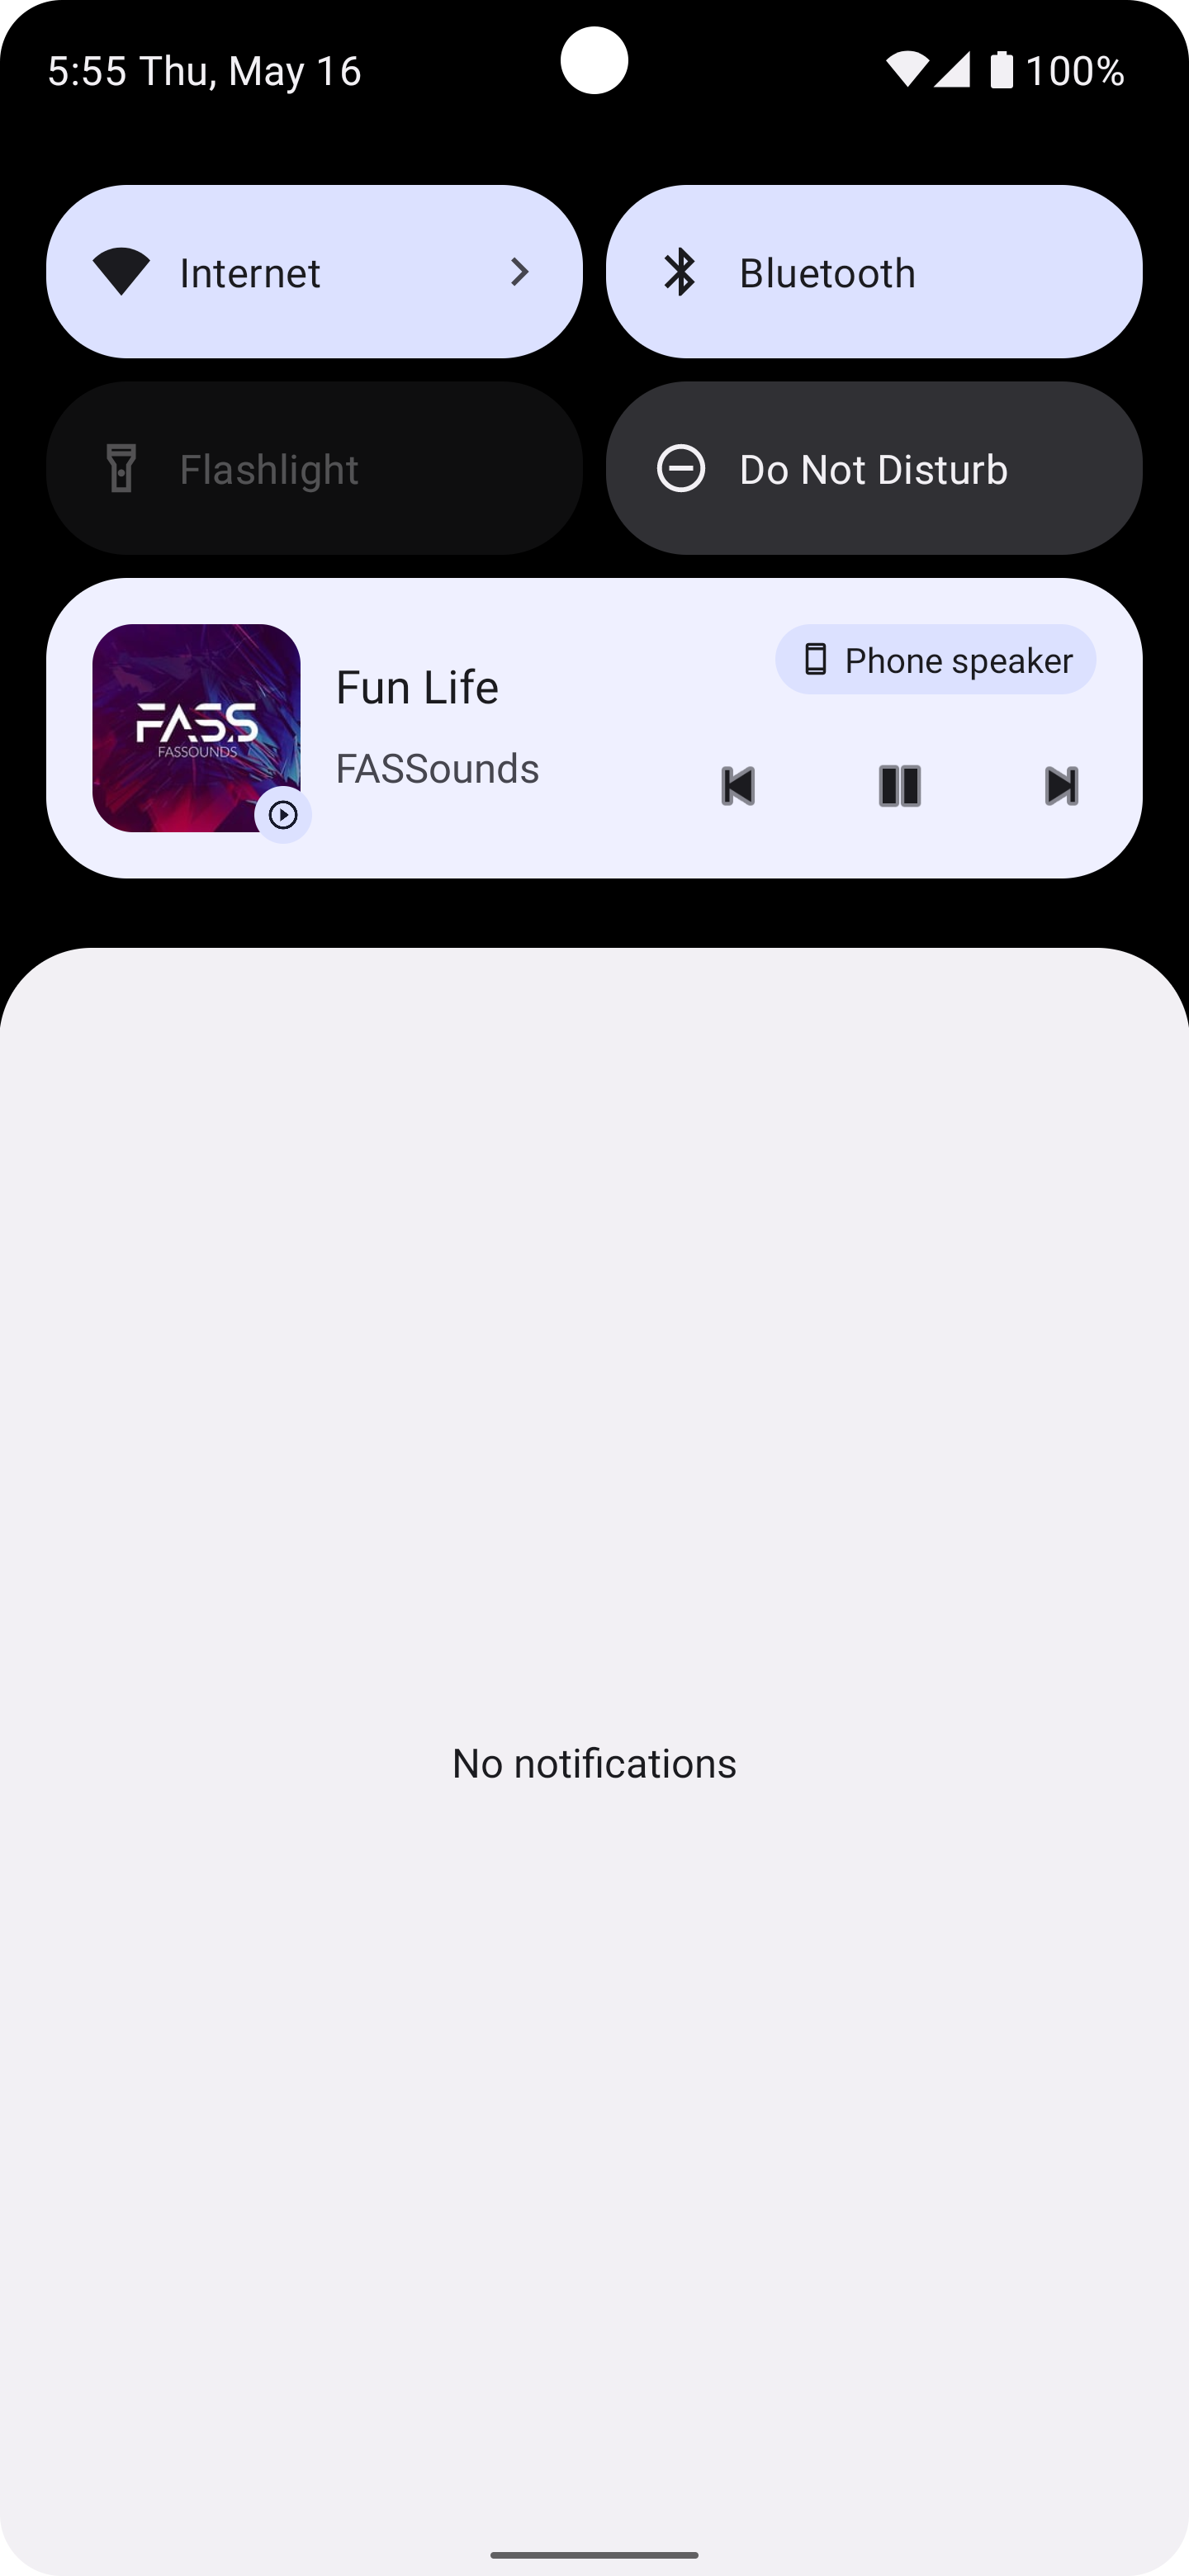 5:55 Thu, May 16
100%
Internet
Bluetooth
Flashlight
Do Not Disturb
Phone speaker
FASS
FASSOUNDS
Fun Life
FASSounds
No notifications